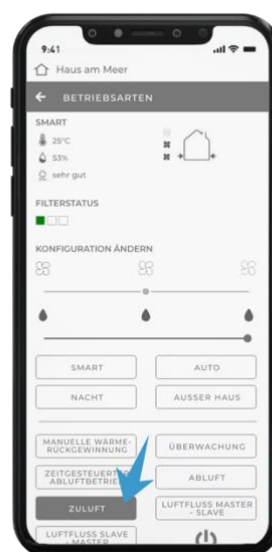 9:41
Haus am Meer
BETRIEBSARTEN
SMART
25°C
53%
sehr gut
FILTERSTATUS
KONFIGURATION ÄNDERN
SMART
AUTO
NACHT
AUSSER HAUS
MANUELLE WÄRME-
RÜCKGEWINNUNG
ÜBERWACHUNG
ZEITGESTEUERTER
ABLUFTBETRIEB
ABLUFT
ZULUFT
LUFTFLUSS MASTER
- SLAVE
LUFTFLUSS SLAVE
- MASTER